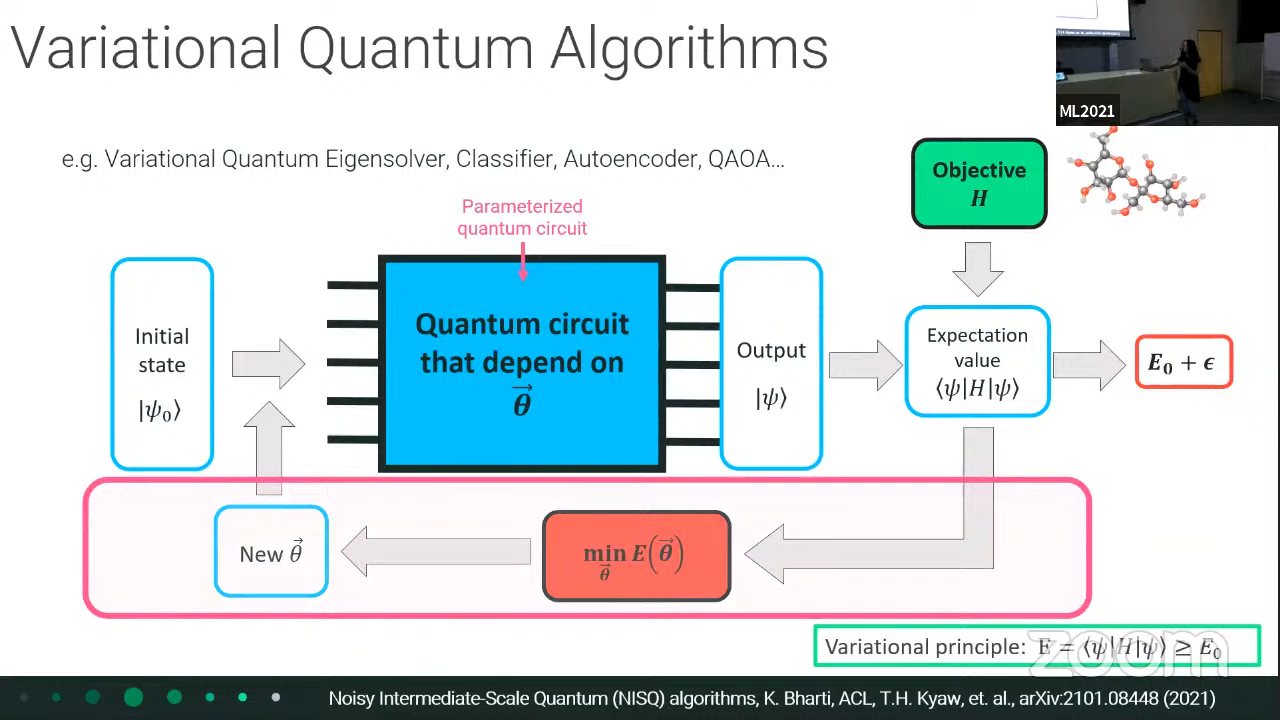 Variational Quantum Algorithms
ML2021
e.g. Variational Quantum Eigensolver, Classifier, Autoencoder, QAOA...
Objective
H
Parameterized
quantum circuit
Initial
state
|ψ₀⟩
Quantum circuit
that depend on
θ⃗
Output
|ψ⟩
Expectation
value
⟨ψ|H|ψ⟩
E₀ + ϵ
New θ⃗
min E(θ⃗)
θ⃗
Variational principle: E = ⟨ψ|H|ψ⟩ ≥ E₀
zoom
Noisy Intermediate-Scale Quantum (NISQ) algorithms, K. Bharti, ACL, T.H. Kyaw, et. al., arXiv:2101.08448 (2021)